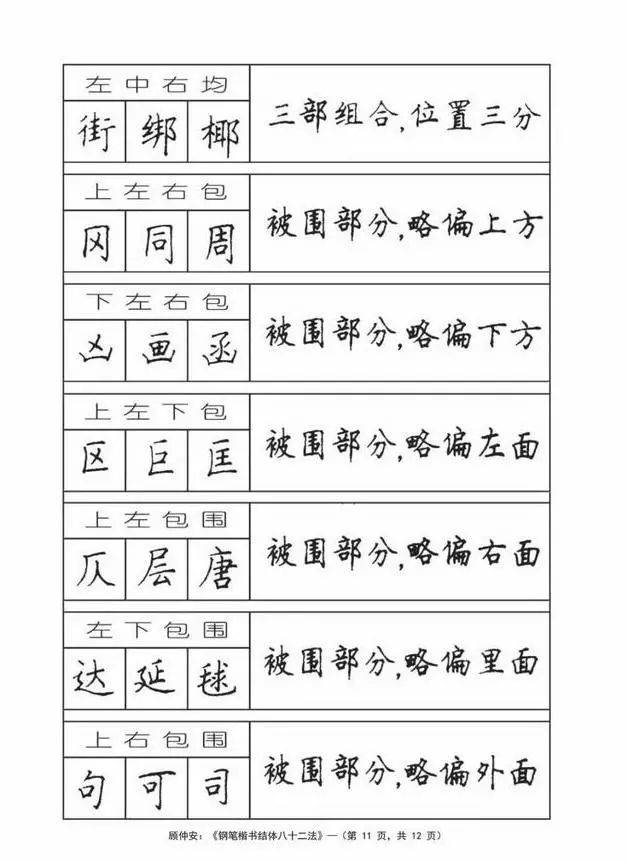 左中右均
街 绑 椰
三部组合,位置三分
上左右包
冈 同 周
被围部分,略偏上方
下左右包
凶 画 函
被围部分,略偏下方
上左下包
区 巨 匡
被围部分,略偏左面
上左包围
仄 层 唐
被围部分,略偏右面
左下包围
达 延 毬
被围部分,略偏里面
上右包围
句 可 司
被围部分,略偏外面
顾仲安:《钢笔楷书结体八十二法》—(第 11 页,共 12 页)